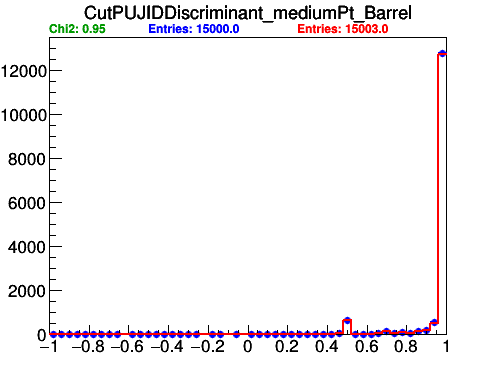 CutPUJIDDiscriminant_mediumPt_Barrel
Chi2: 0.95 Entries: 15000.0 Entries: 15003.0
12000
10000
8000
6000
4000
2000
0
−1 −0.8 −0.6 −0.4 −0.2 0 0.2 0.4 0.6 0.8 1